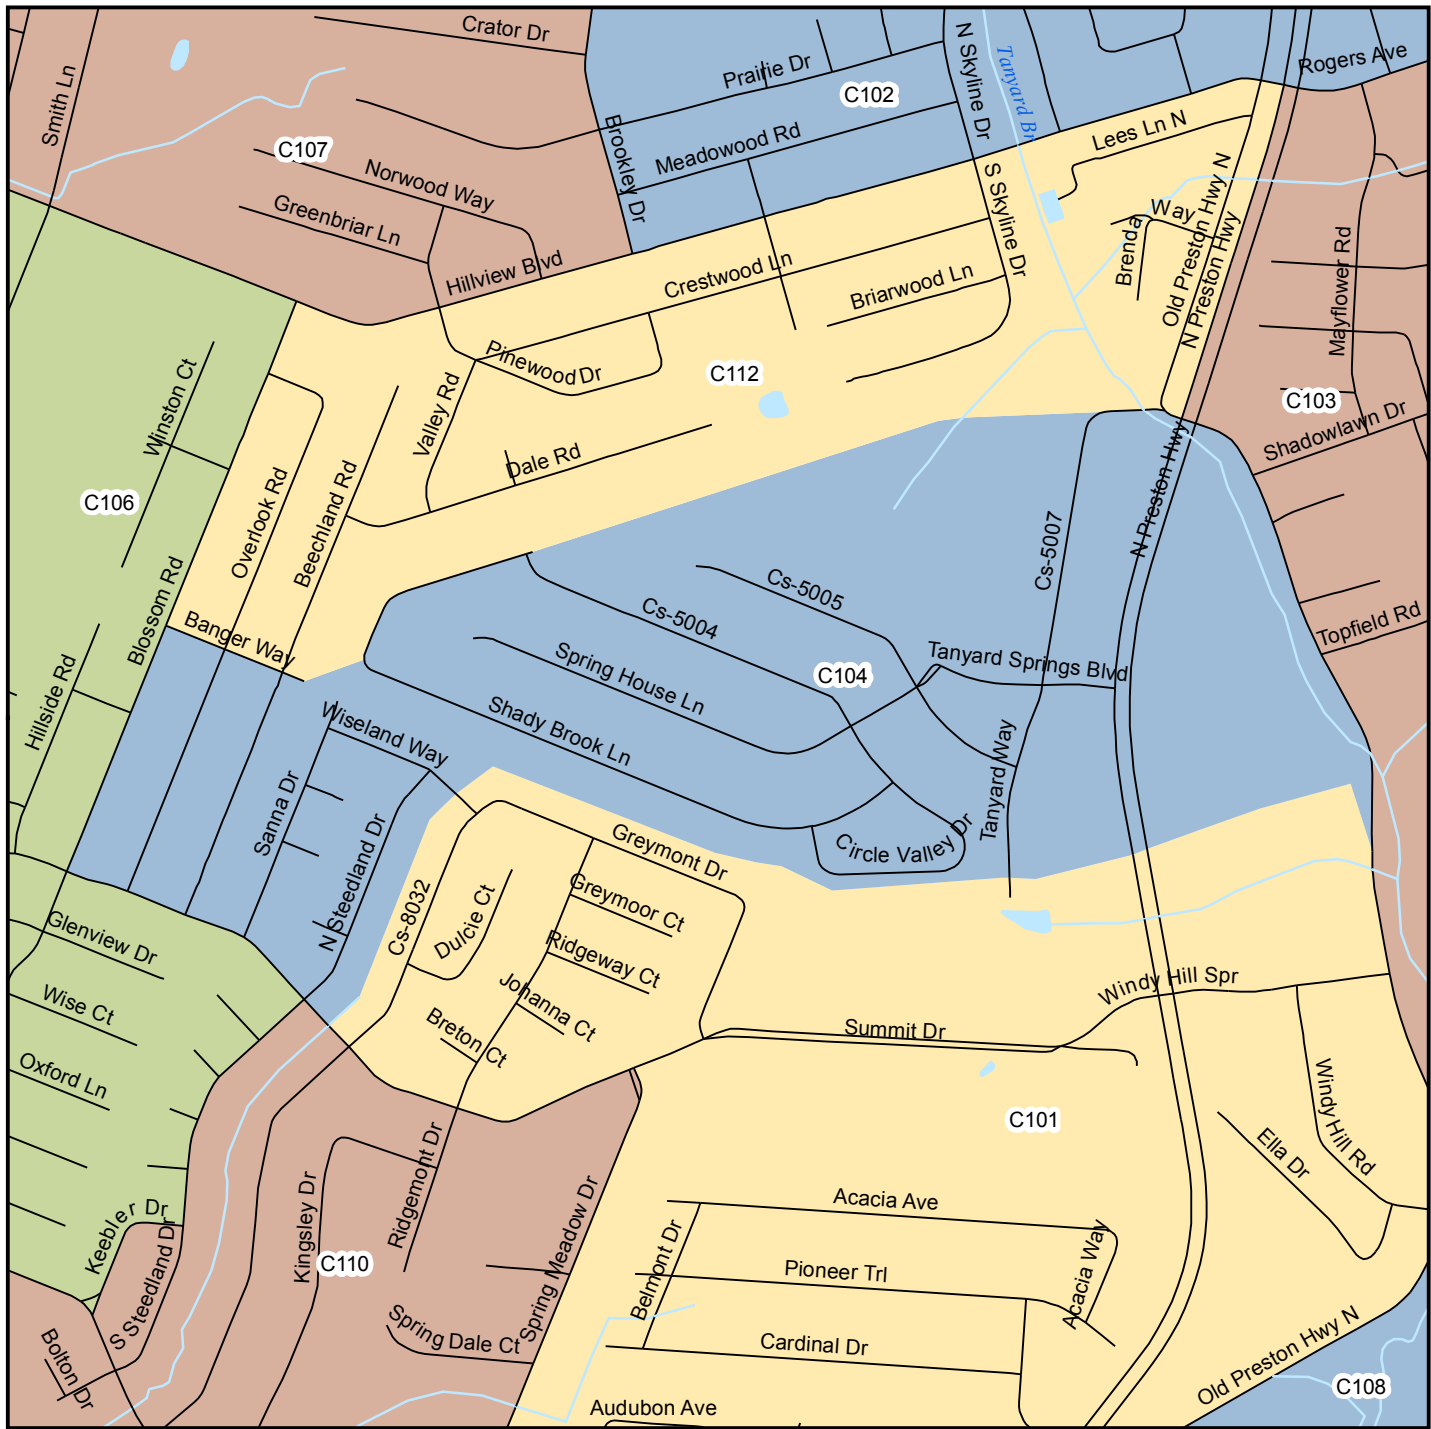 Crator Dr
Smith Ln
C107
Norwood Way
Greenbriar Ln
Brookley Dr
Prairie Dr
C102
Meadowood Rd
N Skyline Dr
Tanyard Br
Rogers Ave
Lees Ln N
S Skyline Dr
Brenda
Way
Old Preston Hwy N
N Preston Hwy
Mayflower Rd
Hillview Blvd
Crestwood Ln
Briarwood Ln
Pinewood Dr
C112
Winston Ct
Valley Rd
Dale Rd
C103
Shadowlawn Dr
C106
Overlook Rd
Beechland Rd
N Preston Hwy
Cs-5007
Blossom Rd
Banger Way
Cs-5005
Cs-5004
Topfield Rd
Hillside Rd
Spring House Ln
C104
Tanyard Springs Blvd
Shady Brook Ln
Wiseland Way
Tanyard Way
Sanna Dr
N Steedland Dr
Circle Valley Dr
Greymont Dr
Greymoor Ct
Cs-8032
Dulcie Ct
Ridgeway Ct
Glenview Dr
Johanna Ct
Wise Ct
Breton Ct
Windy Hill Spr
Summit Dr
Oxford Ln
C101
Windy Hill Rd
Ella Dr
Keebler Dr
S Steedland Dr
Kingsley Dr
Ridgemont Dr
C110
Spring Meadow Dr
Acacia Ave
Belmont Dr
Pioneer Trl
Acacia Way
Spring Dale Ct
Cardinal Dr
Bolton Dr
Old Preston Hwy N
C108
Audubon Ave